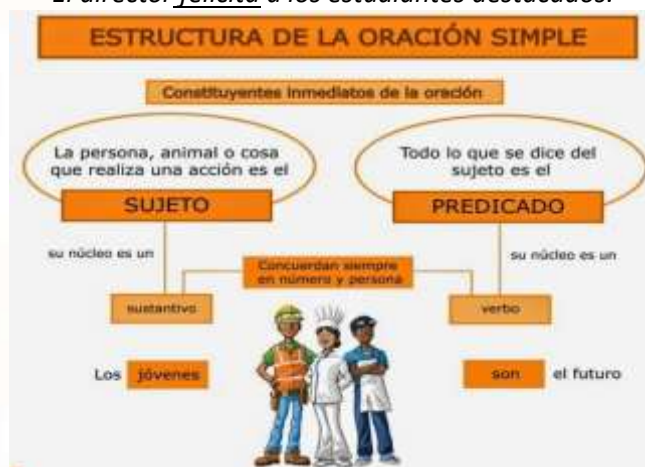 El director felicita a los estudiantes destacados.
ESTRUCTURA DE LA ORACIÓN SIMPLE
Constituyentes inmediatos de la oración
La persona, animal o cosa
que realiza una acción es el
SUJETO
Todo lo que se dice del
sujeto es el
PREDICADO
su núcleo es un
su núcleo es un
Concuerdan siempre
en número y persona
sustantivo
verbo
Los jóvenes
son el futuro